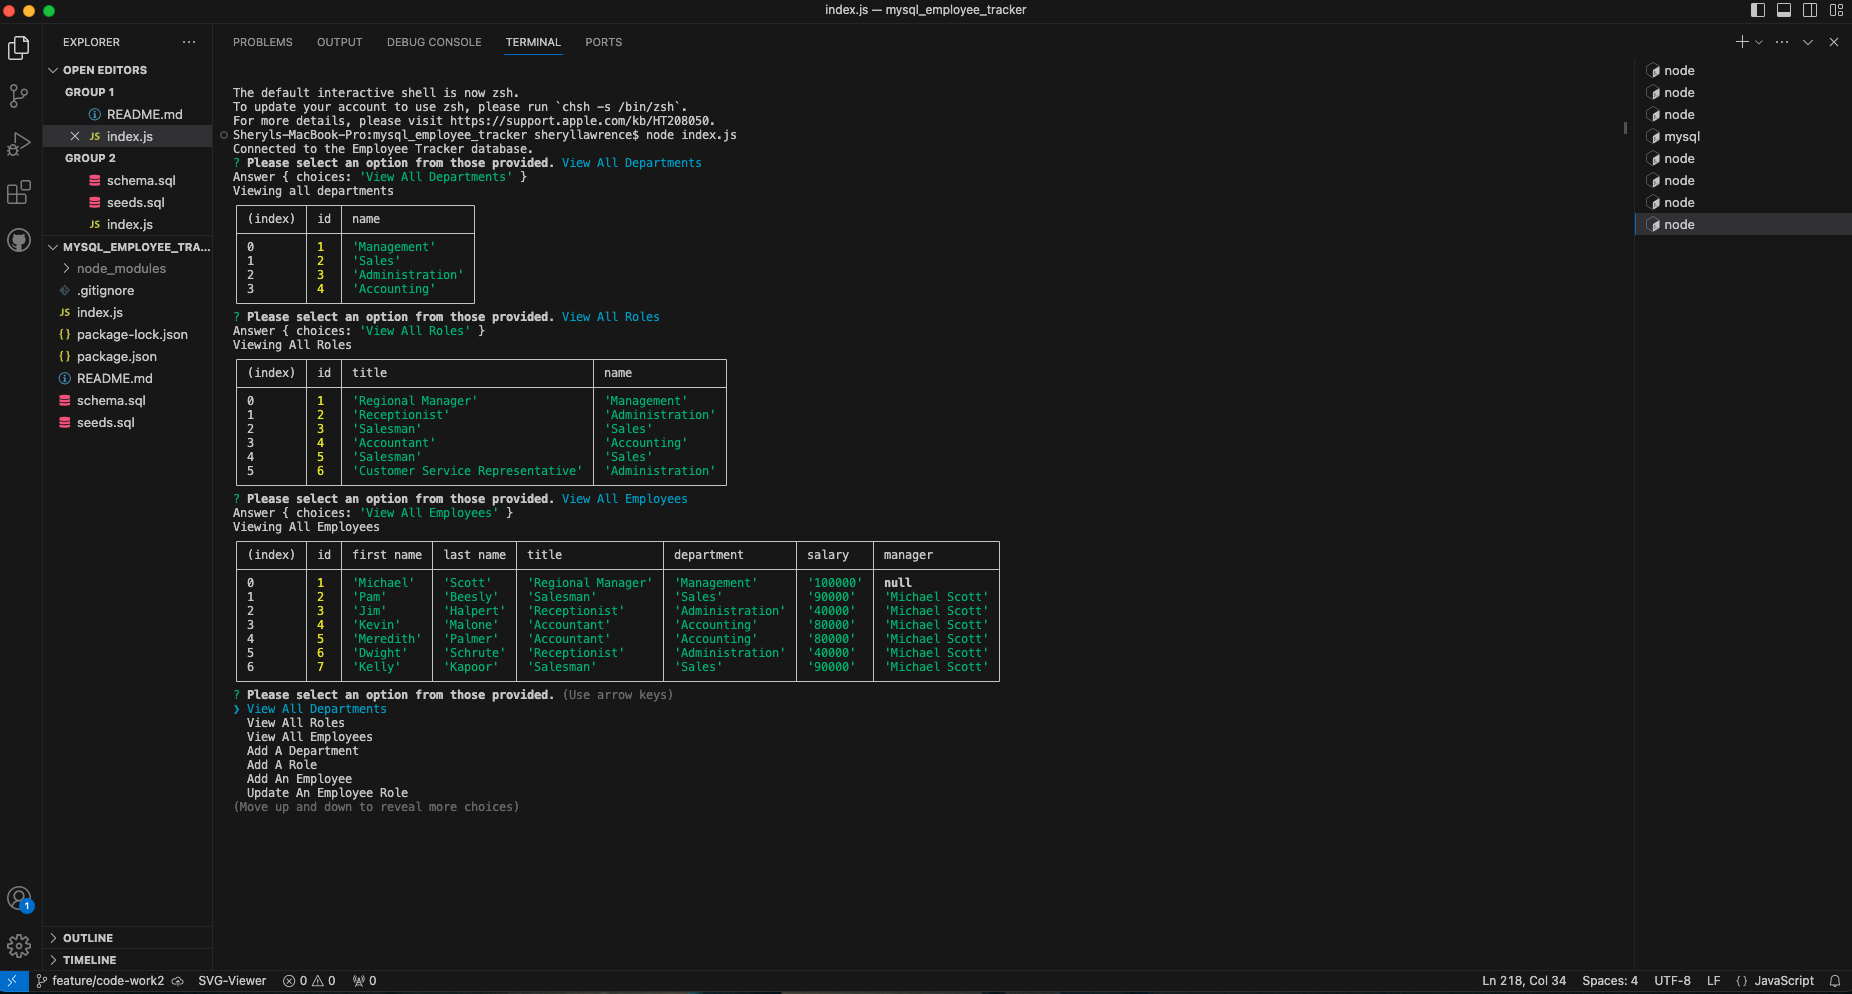 index.js — mysql_employee_tracker
EXPLORER
OPEN EDITORS
GROUP 1
README.md
JS index.js
GROUP 2
schema.sql
seeds.sql
JS index.js
MYSQL_EMPLOYEE_TRA...
node_modules
.gitignore
JS index.js
{} package-lock.json
{} package.json
README.md
schema.sql
seeds.sql
OUTLINE
TIMELINE
1
PROBLEMS OUTPUT DEBUG CONSOLE TERMINAL PORTS
The default interactive shell is now zsh.
To update your account to use zsh, please run `chsh -s /bin/zsh`.
For more details, please visit https://support.apple.com/kb/HT208050.
Sheryls-MacBook-Pro:mysql_employee_tracker sheryllawrence$ node index.js
Connected to the Employee Tracker database.
? Please select an option from those provided. View All Departments
Answer { choices: 'View All Departments' }
Viewing all departments
(index) id name
0 1 'Management'
1 2 'Sales'
2 3 'Administration'
3 4 'Accounting'
? Please select an option from those provided. View All Roles
Answer { choices: 'View All Roles' }
Viewing All Roles
(index) id title name
0 1 'Regional Manager' 'Management'
1 2 'Receptionist' 'Administration'
2 3 'Salesman' 'Sales'
3 4 'Accountant' 'Accounting'
4 5 'Salesman' 'Sales'
5 6 'Customer Service Representative' 'Administration'
? Please select an option from those provided. View All Employees
Answer { choices: 'View All Employees' }
Viewing All Employees
(index) id first name last name title department salary manager
0 1 'Michael' 'Scott' 'Regional Manager' 'Management' '100000' null
1 2 'Pam' 'Beesly' 'Salesman' 'Sales' '90000' 'Michael Scott'
2 3 'Jim' 'Halpert' 'Receptionist' 'Administration' '40000' 'Michael Scott'
3 4 'Kevin' 'Malone' 'Accountant' 'Accounting' '80000' 'Michael Scott'
4 5 'Meredith' 'Palmer' 'Accountant' 'Accounting' '80000' 'Michael Scott'
5 6 'Dwight' 'Schrute' 'Receptionist' 'Administration' '40000' 'Michael Scott'
6 7 'Kelly' 'Kapoor' 'Salesman' 'Sales' '90000' 'Michael Scott'
? Please select an option from those provided. (Use arrow keys)
❯ View All Departments
View All Roles
View All Employees
Add A Department
Add A Role
Add An Employee
Update An Employee Role
(Move up and down to reveal more choices)
node
node
node
mysql
node
node
node
node
feature/code-work2 SVG-Viewer 0 0 0 Ln 218, Col 34 Spaces: 4 UTF-8 LF {} JavaScript